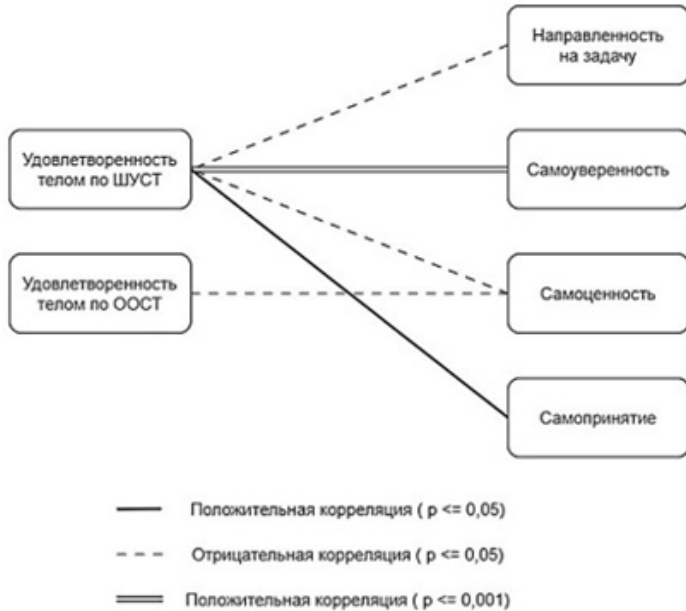 Направленность
на задачу
Удовлетворенность
телом по ШУСТ
Самоуверенность
Удовлетворенность
телом по ООСТ
Самоценность
Самопринятие
Положительная корреляция ( p <= 0,05)
Отрицательная корреляция ( p <= 0,05)
Положительная корреляция ( p <= 0,001)